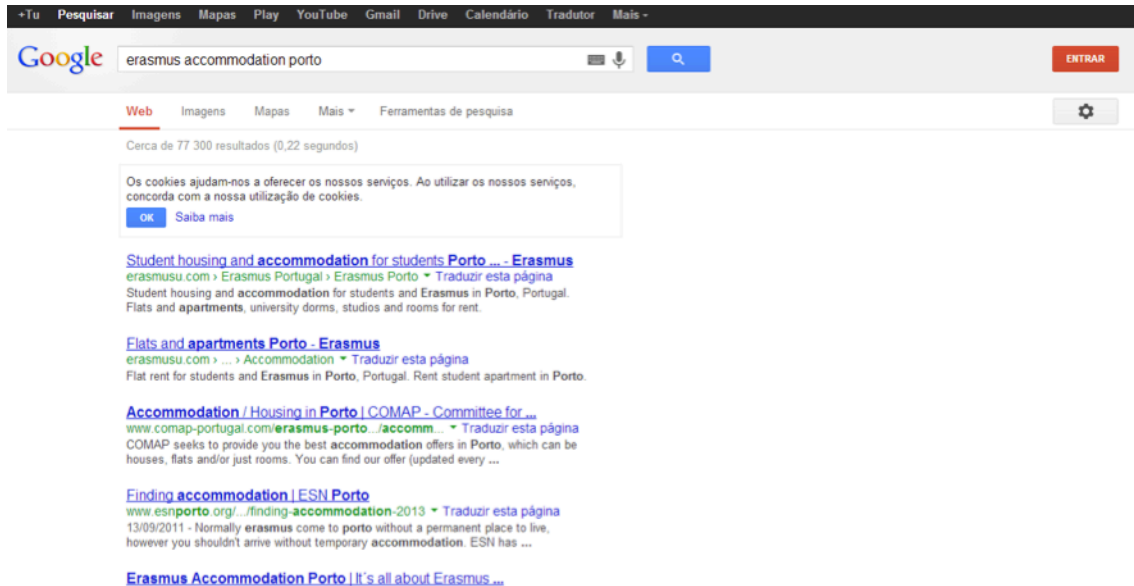 +Tu Pesquisar Imagens Mapas Play YouTube Gmail Drive Calendário Tradutor Mais
Google erasmus accommodation porto ENTRAR
Web Imagens Mapas Mais Ferramentas de pesquisa
Cerca de 77 300 resultados (0,22 segundos)
Os cookies ajudam-nos a oferecer os nossos serviços. Ao utilizar os nossos serviços,
concorda com a nossa utilização de cookies.
OK Saiba mais
Student housing and accommodation for students Porto ... - Erasmus
erasmusu.com › Erasmus Portugal › Erasmus Porto Traduzir esta página
Student housing and accommodation for students and Erasmus in Porto, Portugal.
Flats and apartments, university dorms, studios and rooms for rent.
Flats and apartments Porto - Erasmus
erasmusu.com › ... › Accommodation Traduzir esta página
Flat rent for students and Erasmus in Porto, Portugal. Rent student apartment in Porto.
Accommodation / Housing in Porto | COMAP - Committee for ...
www.comap-portugal.com/erasmus-porto.../accomm... Traduzir esta página
COMAP seeks to provide you the best accommodation offers in Porto, which can be
houses, flats and/or just rooms. You can find our offer (updated every ...
Finding accommodation | ESN Porto
www.esnporto.org/.../finding-accommodation-2013 Traduzir esta página
13/09/2011 - Normally erasmus come to porto without a permanent place to live,
however you shouldn't arrive without temporary accommodation. ESN has ...
Erasmus Accommodation Porto | It´s all about Erasmus ...